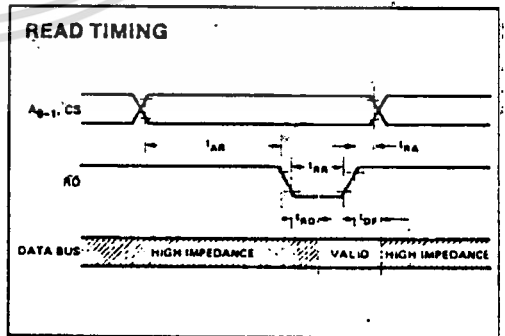 READ TIMING
A0-1, CS
tAR
tRR
tRA
RD
tRD
tDF
DATA BUS
HIGH IMPEDANCE
VALID
HIGH IMPEDANCE